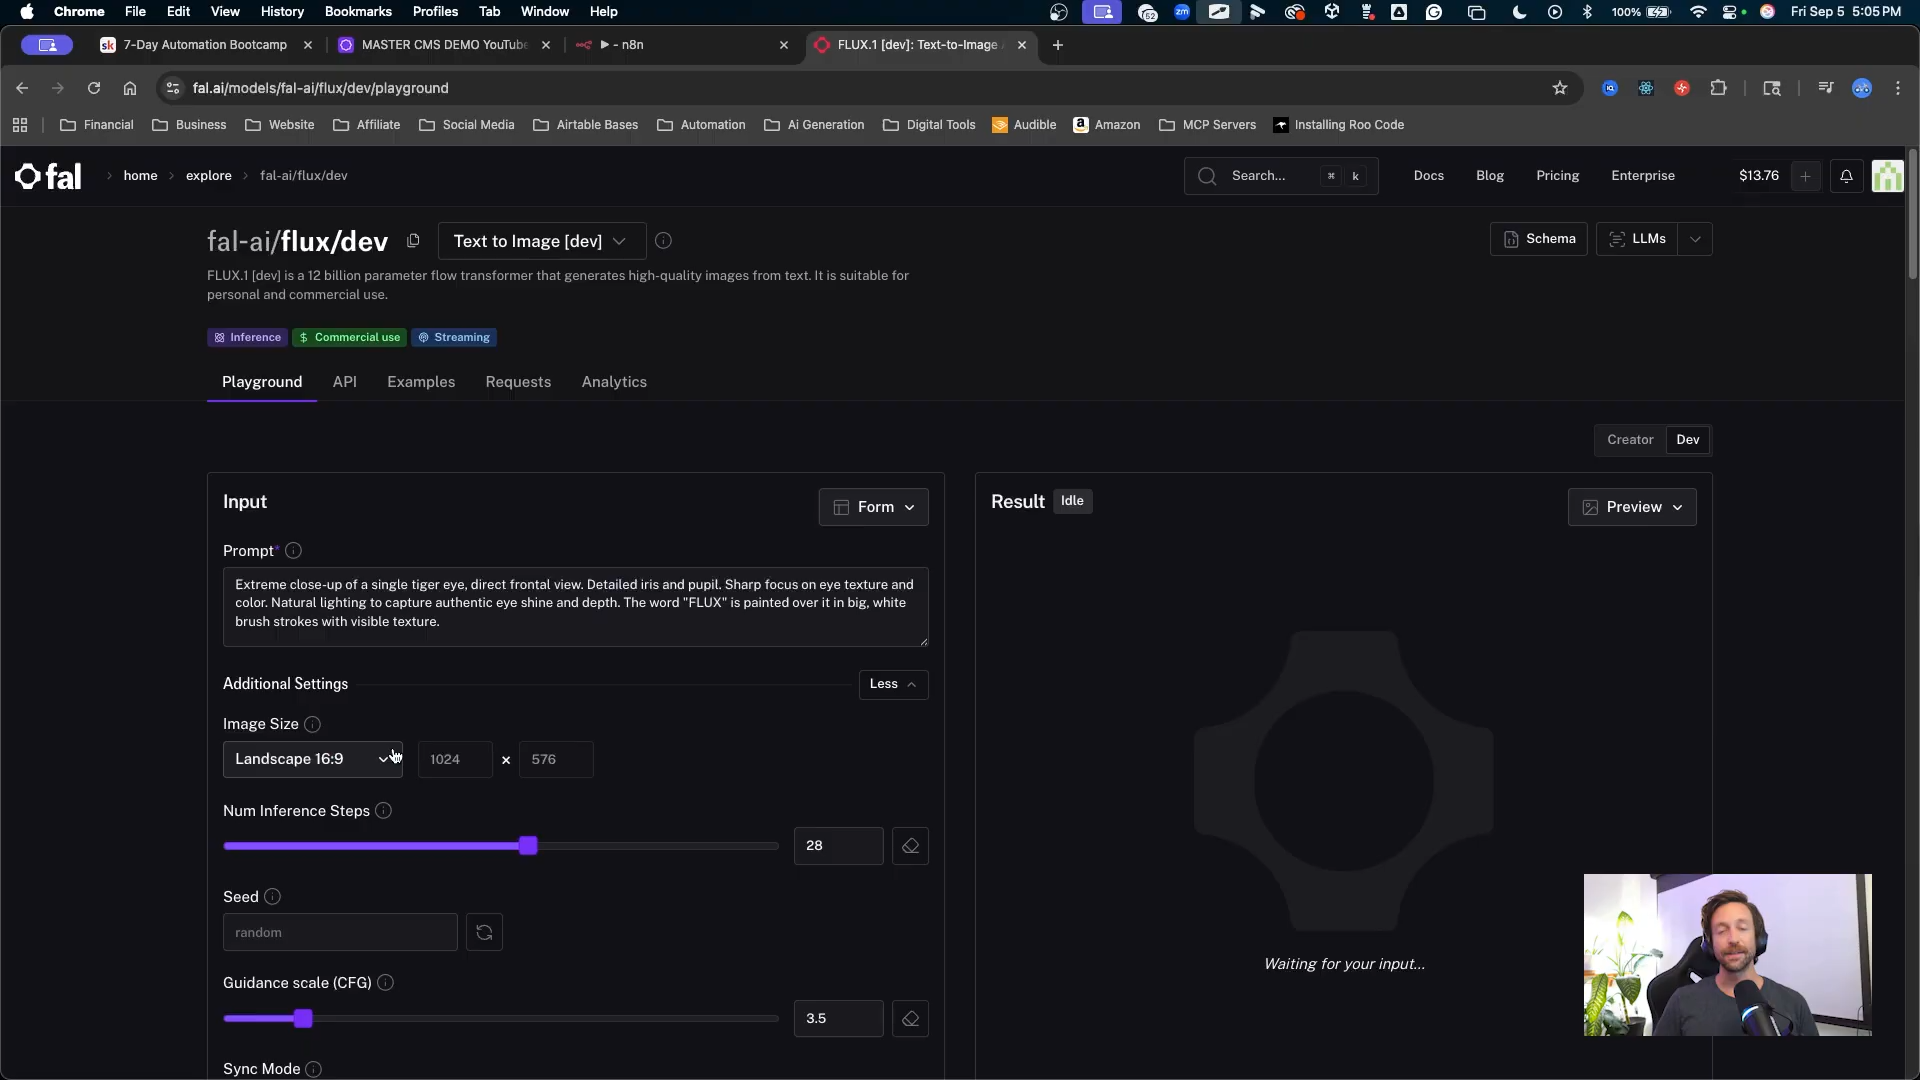 Chrome File Edit View History Bookmarks Profiles Tab Window Help
52
zm
100%
Fri Sep 5 5:05 PM
sk 7-Day Automation Bootcamp
MASTER CMS DEMO YouTube
- n8n
FLUX.1 [dev]: Text-to-Image
fal.ai/models/fal-ai/flux/dev/playground
Financial Business Website Affiliate Social Media Airtable Bases Automation Ai Generation Digital Tools Audible Amazon MCP Servers Installing Roo Code
fal home explore fal-ai/flux/dev
Search... ⌘ k Docs Blog Pricing Enterprise $13.76 +
fal-ai/flux/dev Text to Image [dev]
Schema LLMs
FLUX.1 [dev] is a 12 billion parameter flow transformer that generates high-quality images from text. It is suitable for
personal and commercial use.
Inference Commercial use Streaming
Playground API Examples Requests Analytics
Creator Dev
Input Form
Prompt*
Extreme close-up of a single tiger eye, direct frontal view. Detailed iris and pupil. Sharp focus on eye texture and
color. Natural lighting to capture authentic eye shine and depth. The word "FLUX" is painted over it in big, white
brush strokes with visible texture.
Additional Settings Less
Image Size
Landscape 16:9 1024 × 576
Num Inference Steps
28
Seed
random
Guidance scale (CFG)
3.5
Sync Mode
Result Idle Preview
Waiting for your input...